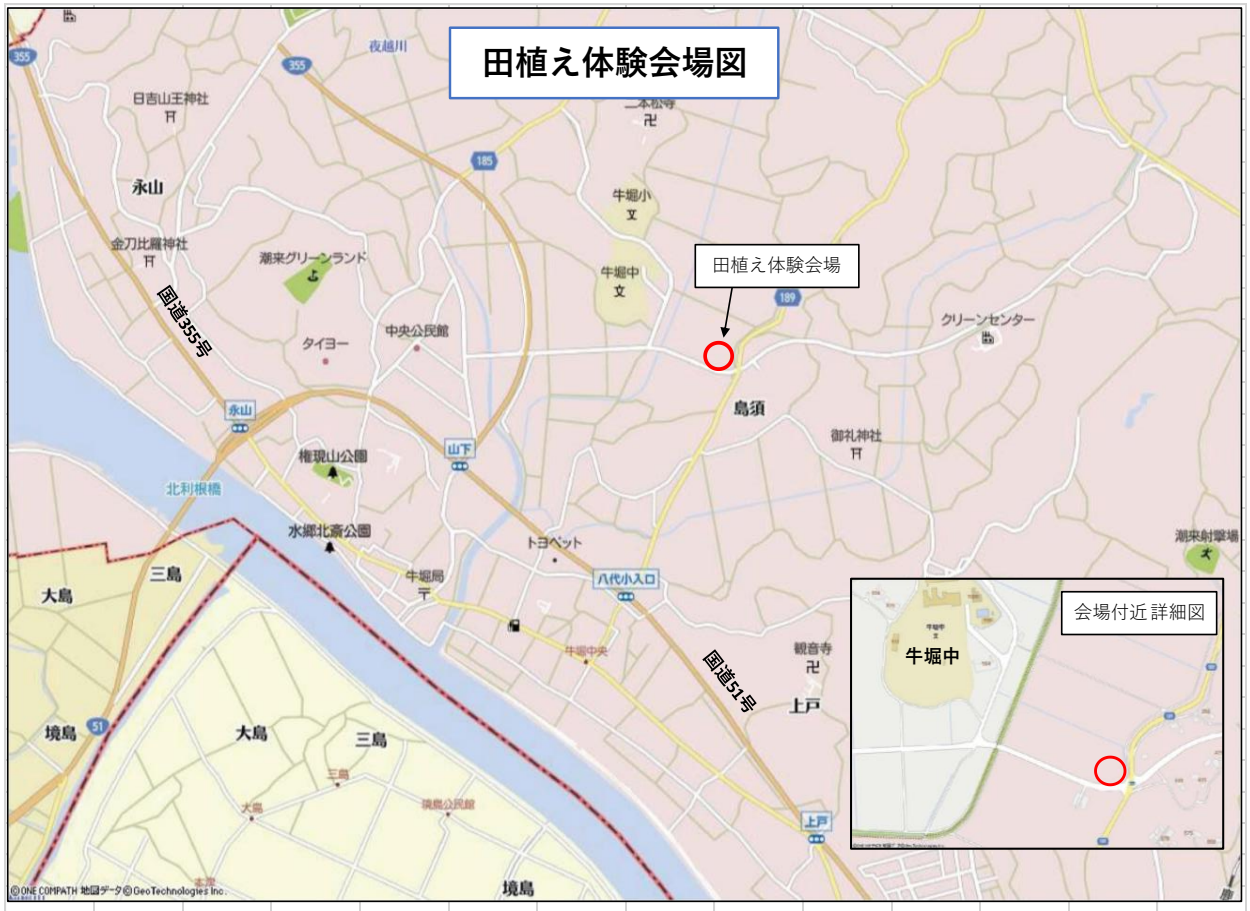 田植え体験会場図
355
夜越川
355
日吉山王神社
二本松寺
185
永山
牛堀小
文
金刀比羅神社
潮来グリーンランド
田植え体験会場
牛堀中
文
189
国道355号
中央公民館
クリーンセンター
タイヨー
永山
島須
御礼神社
山下
権現山公園
北利根橋
水郷北斎公園
トヨペット
潮来射撃場
三島
大島
牛堀局
八代小入口
会場付近詳細図
牛堀中
文
牛堀中
牛堀中央
観音寺
国道51号
上戸
51
境島
大島
三島
三島
大島
境島公民館
上戸
境島
©ONE COMPATH 地図データ©GeoTechnologies Inc.